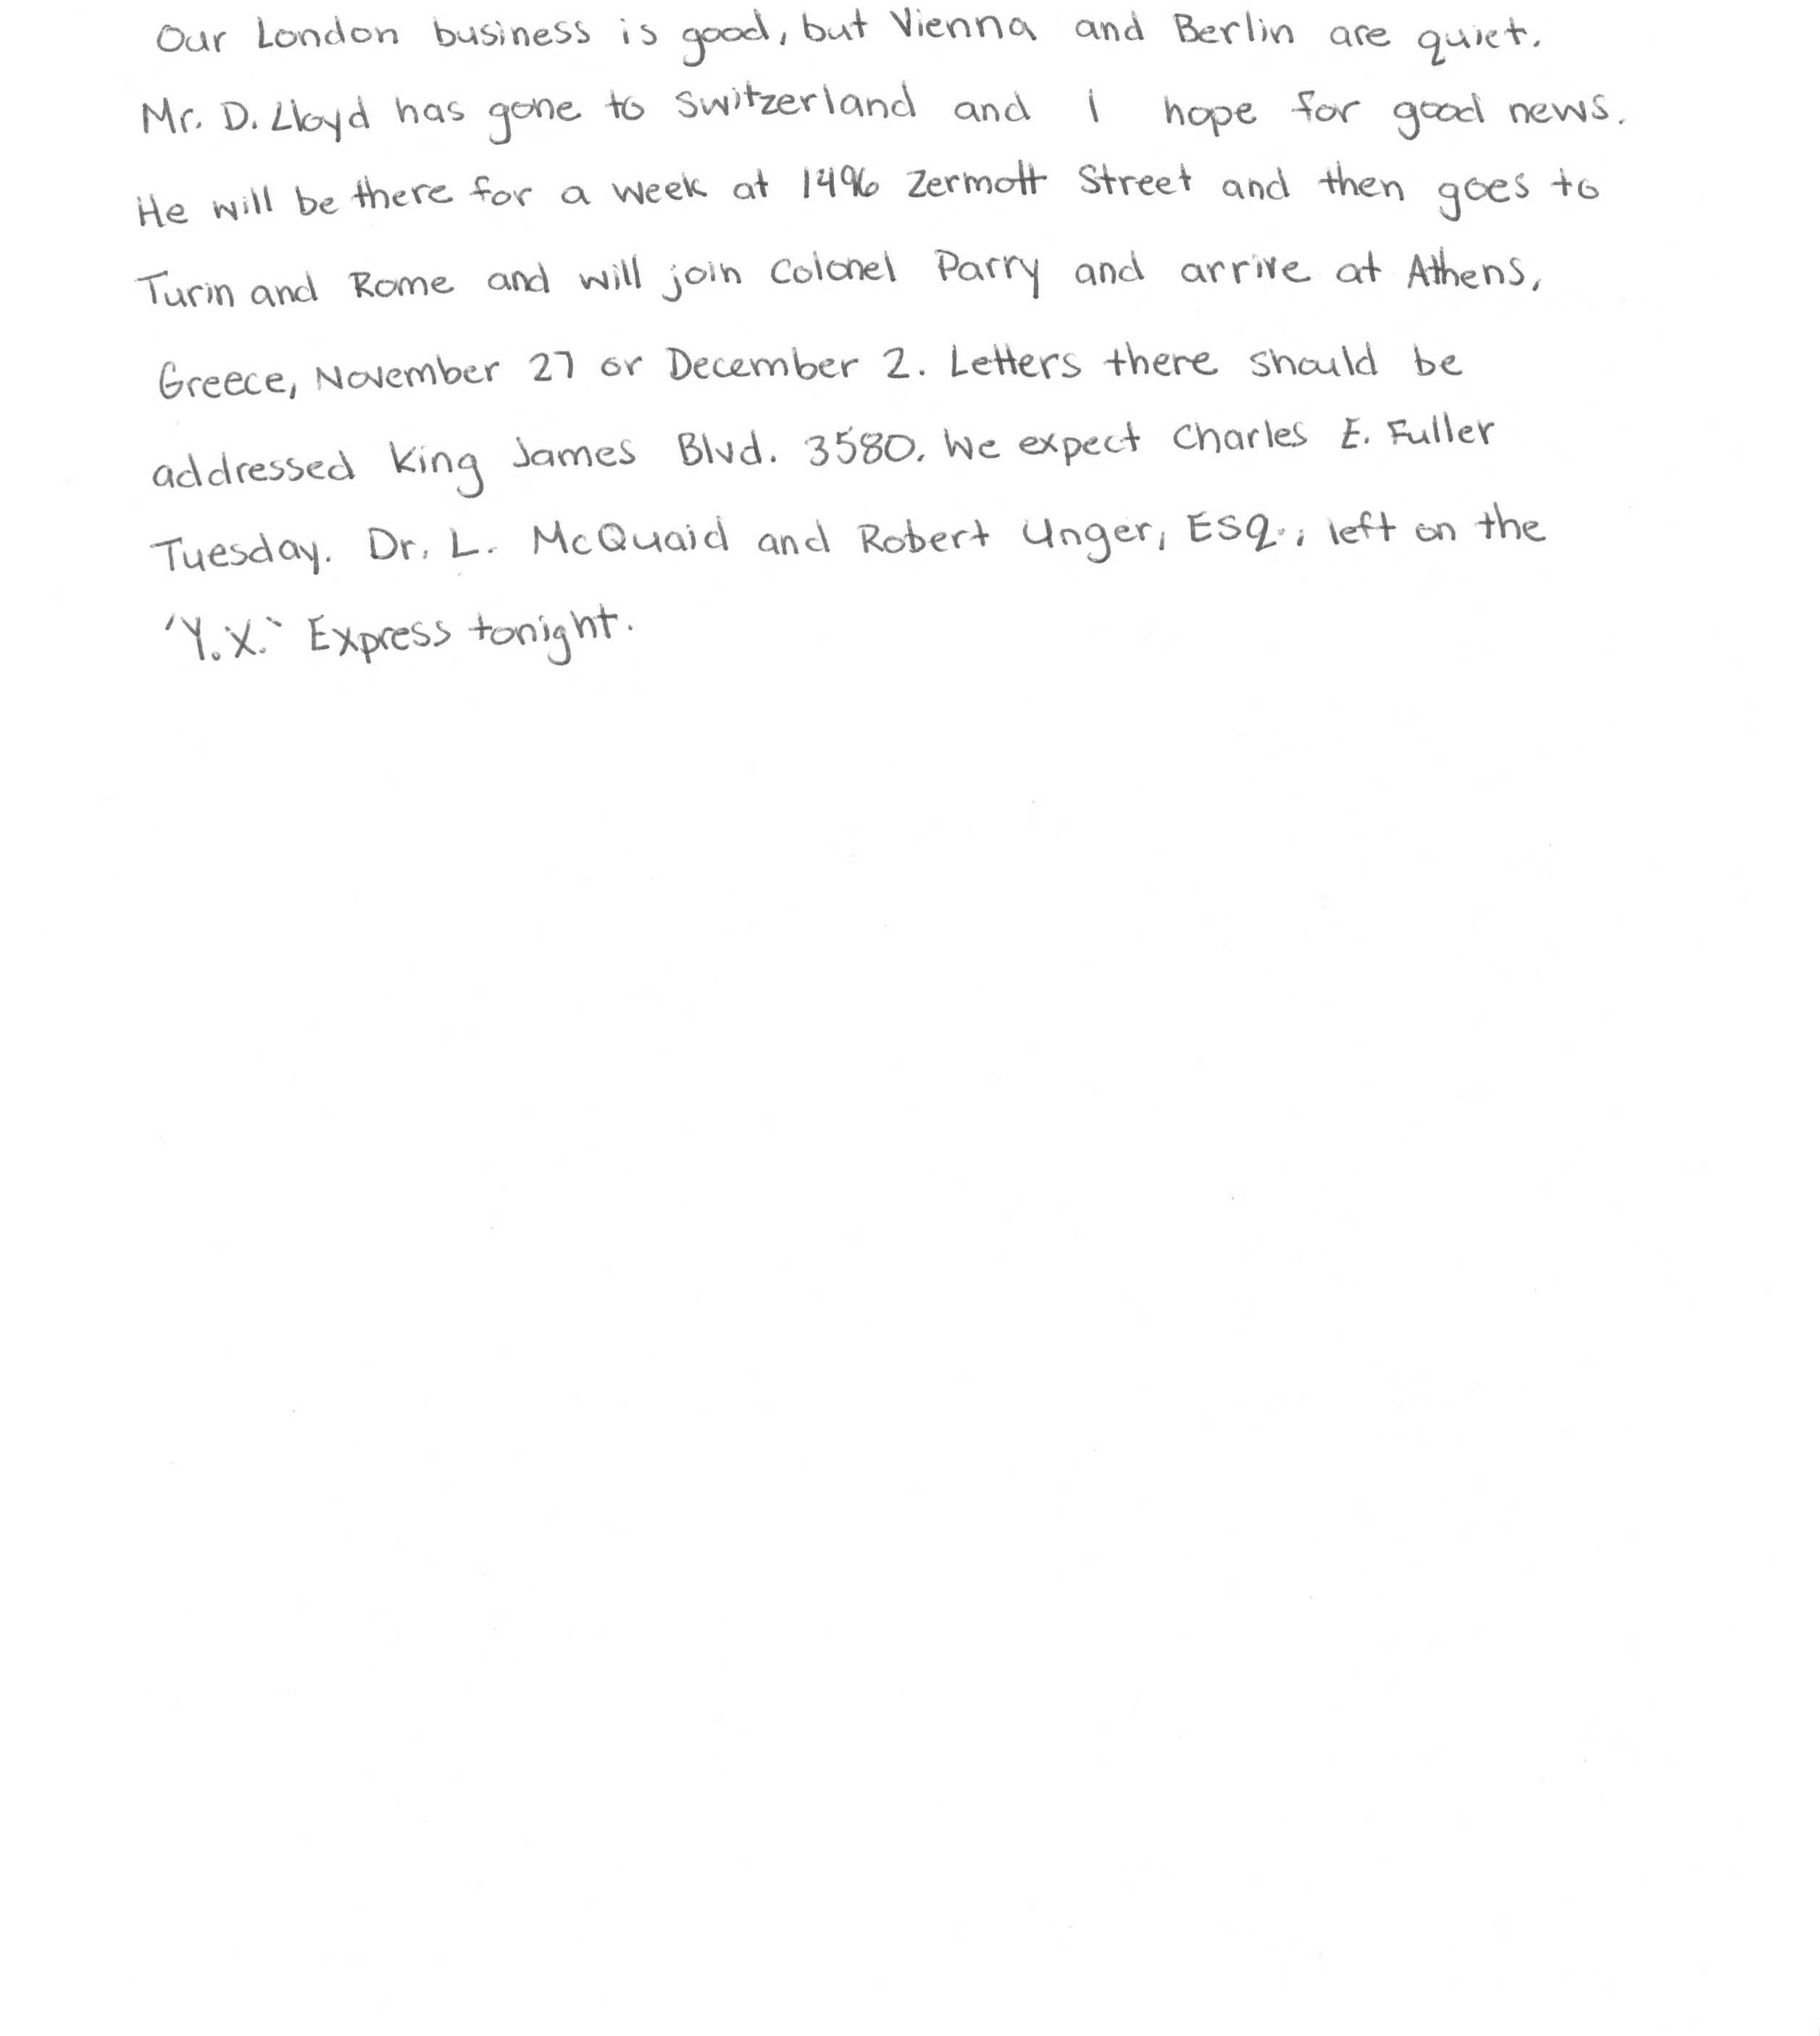 Our London business is good, but Vienna and Berlin are quiet.
Mr. D. Lloyd has gone to Switzerland and I hope for good news.
He will be there for a week at 1496 Zermott Street and then goes to
Turin and Rome and will join Colonel Parry and arrive at Athens,
Greece, November 27 or December 2. Letters there should be
addressed King James Blvd. 3580. We expect Charles E. Fuller
Tuesday. Dr. L. McQuaid and Robert Unger, ESQ., left on the
'Y.X.' Express tonight.